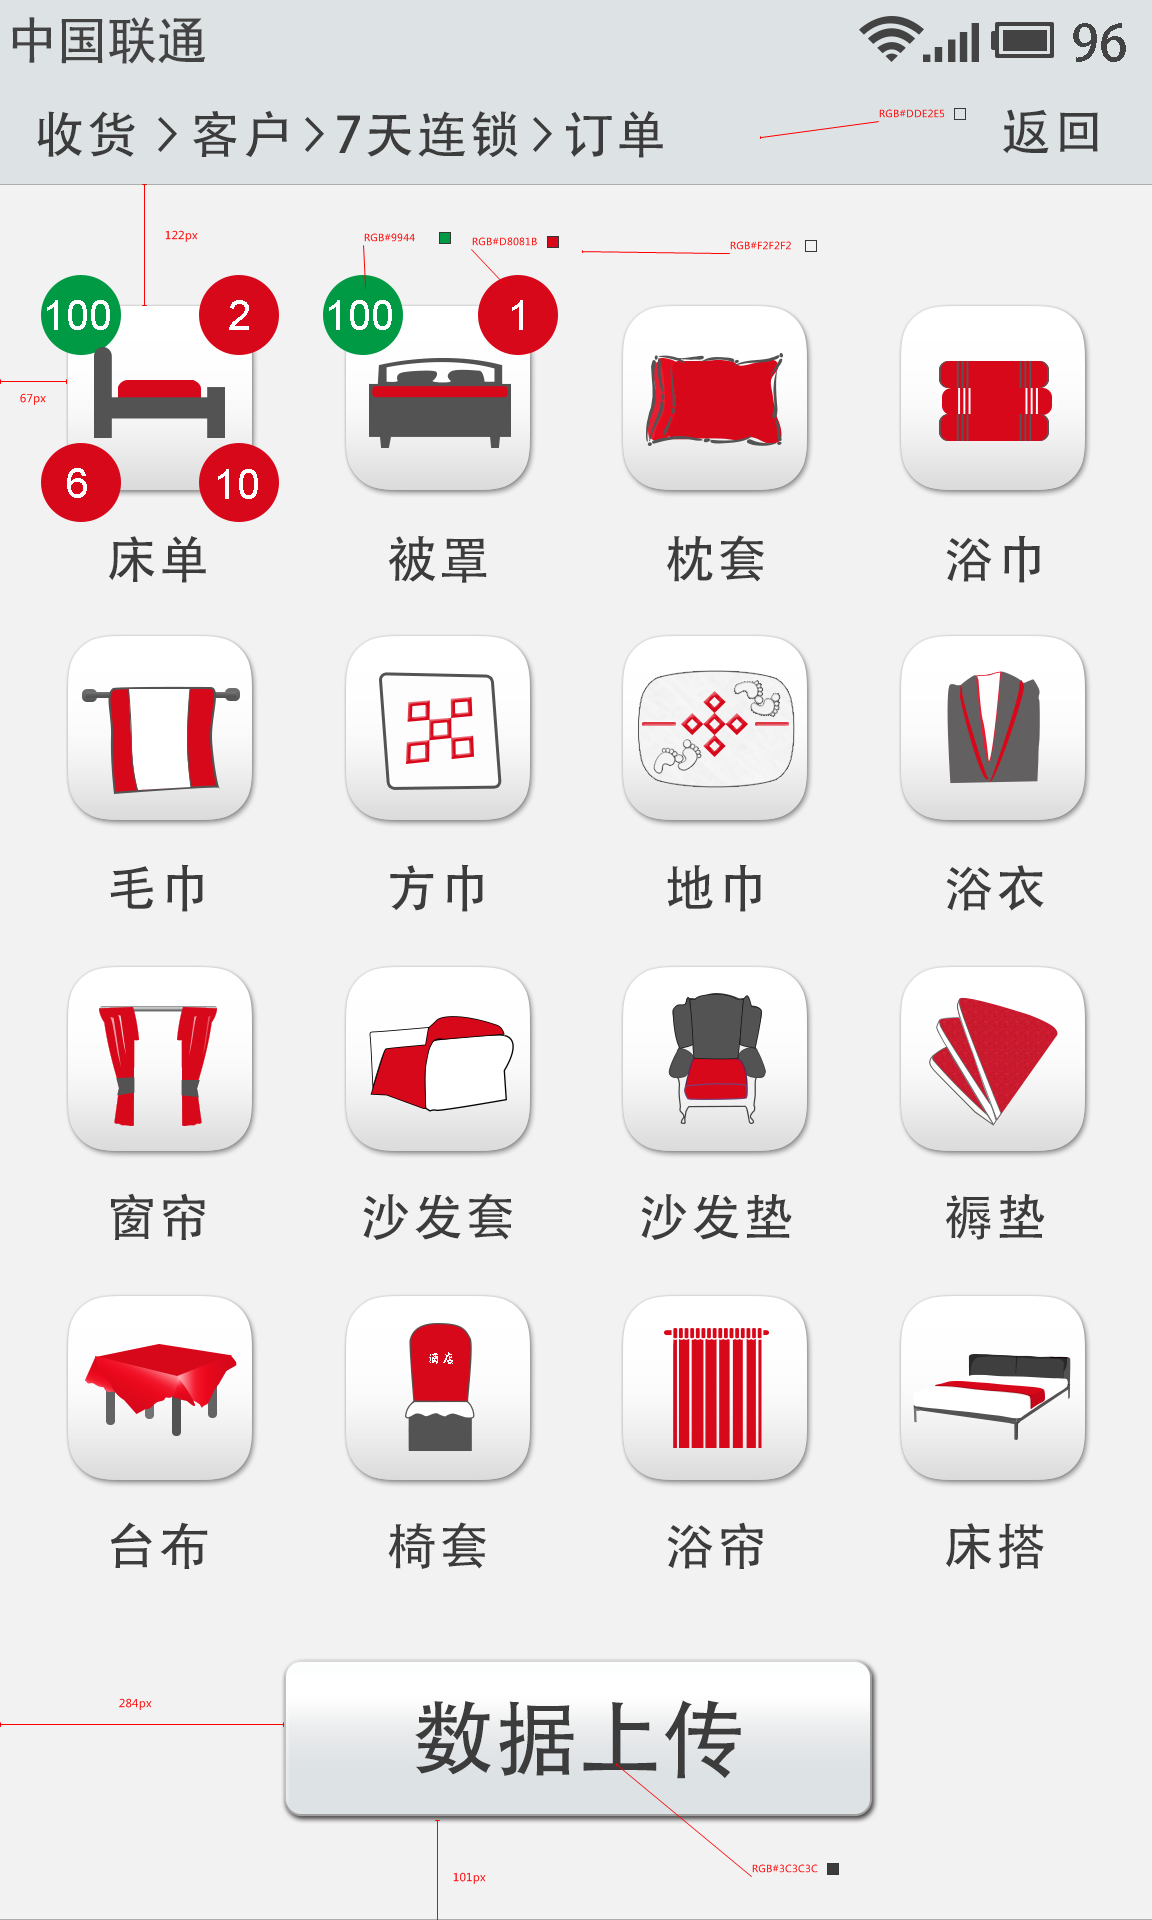 中国联通 96
收货 > 客户 > 7天连锁 > 订单 返回
RGB#DDE2E5
122px
RGB#9944
RGB#D8081B
RGB#F2F2F2
100 2 100 1
67px
6 10
床单 被罩 枕套 浴巾
毛巾 方巾 地巾 浴衣
窗帘 沙发套 沙发垫 褥垫
酒店
台布 椅套 浴帘 床搭
284px
数据上传
RGB#3C3C3C
101px